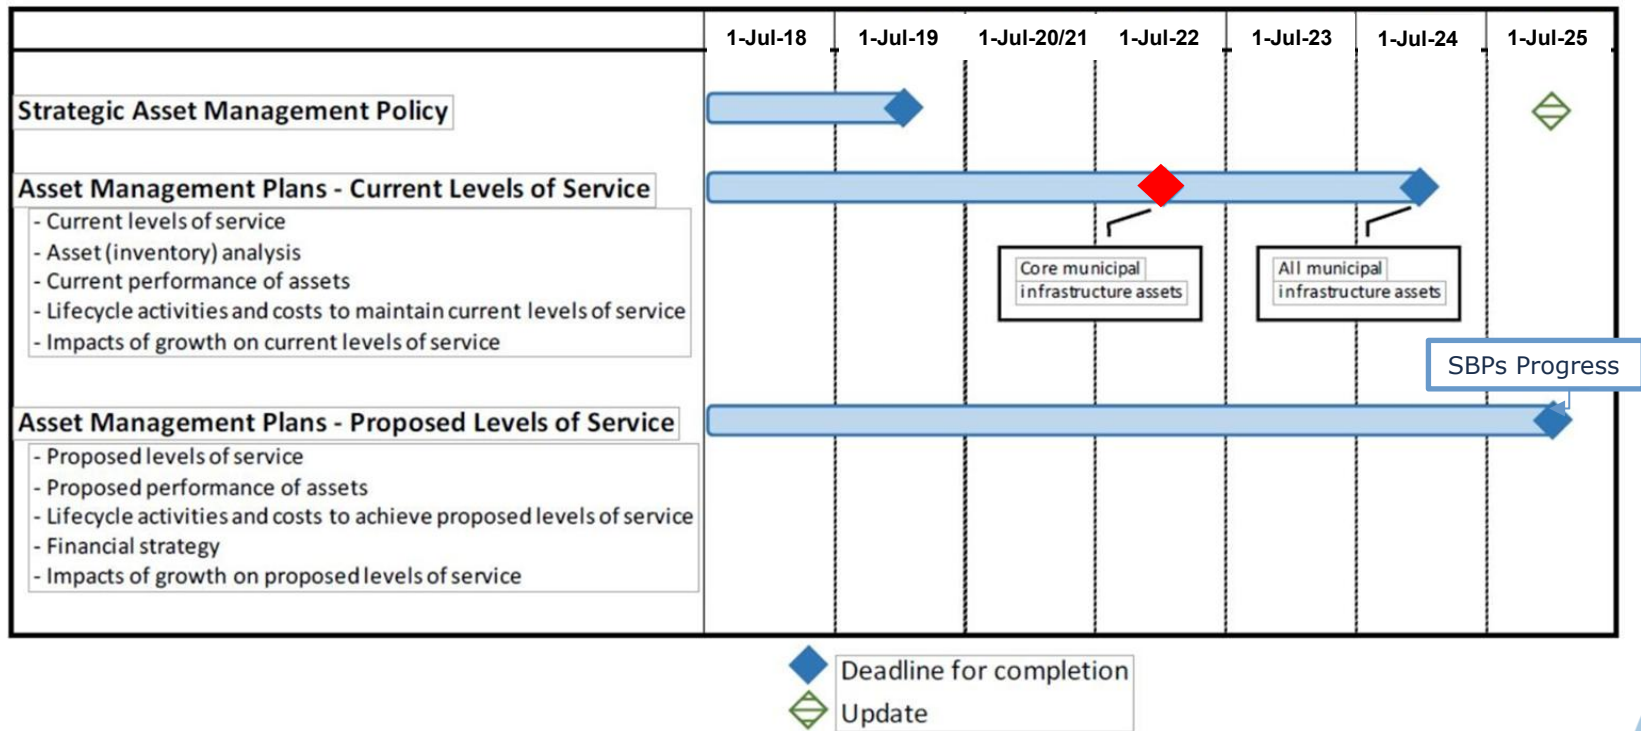 1-Jul-18 1-Jul-19 1-Jul-20/21 1-Jul-22 1-Jul-23 1-Jul-24 1-Jul-25
Strategic Asset Management Policy
Asset Management Plans - Current Levels of Service
- Current levels of service
- Asset (inventory) analysis
- Current performance of assets
- Lifecycle activities and costs to maintain current levels of service
- Impacts of growth on current levels of service
Core municipal
infrastructure assets
All municipal
infrastructure assets
SBPs Progress
Asset Management Plans - Proposed Levels of Service
- Proposed levels of service
- Proposed performance of assets
- Lifecycle activities and costs to achieve proposed levels of service
- Financial strategy
- Impacts of growth on proposed levels of service
Deadline for completion
Update